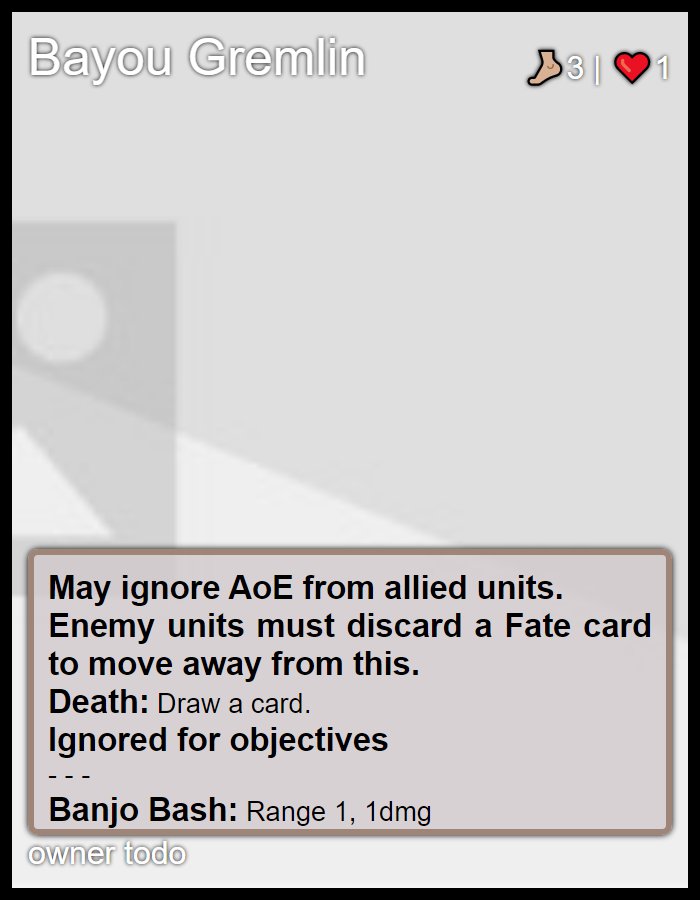 Bayou Gremlin
3 | 1
May ignore AoE from allied units.
Enemy units must discard a Fate card
to move away from this.
Death: Draw a card.
Ignored for objectives
- - -
Banjo Bash: Range 1, 1dmg
owner todo